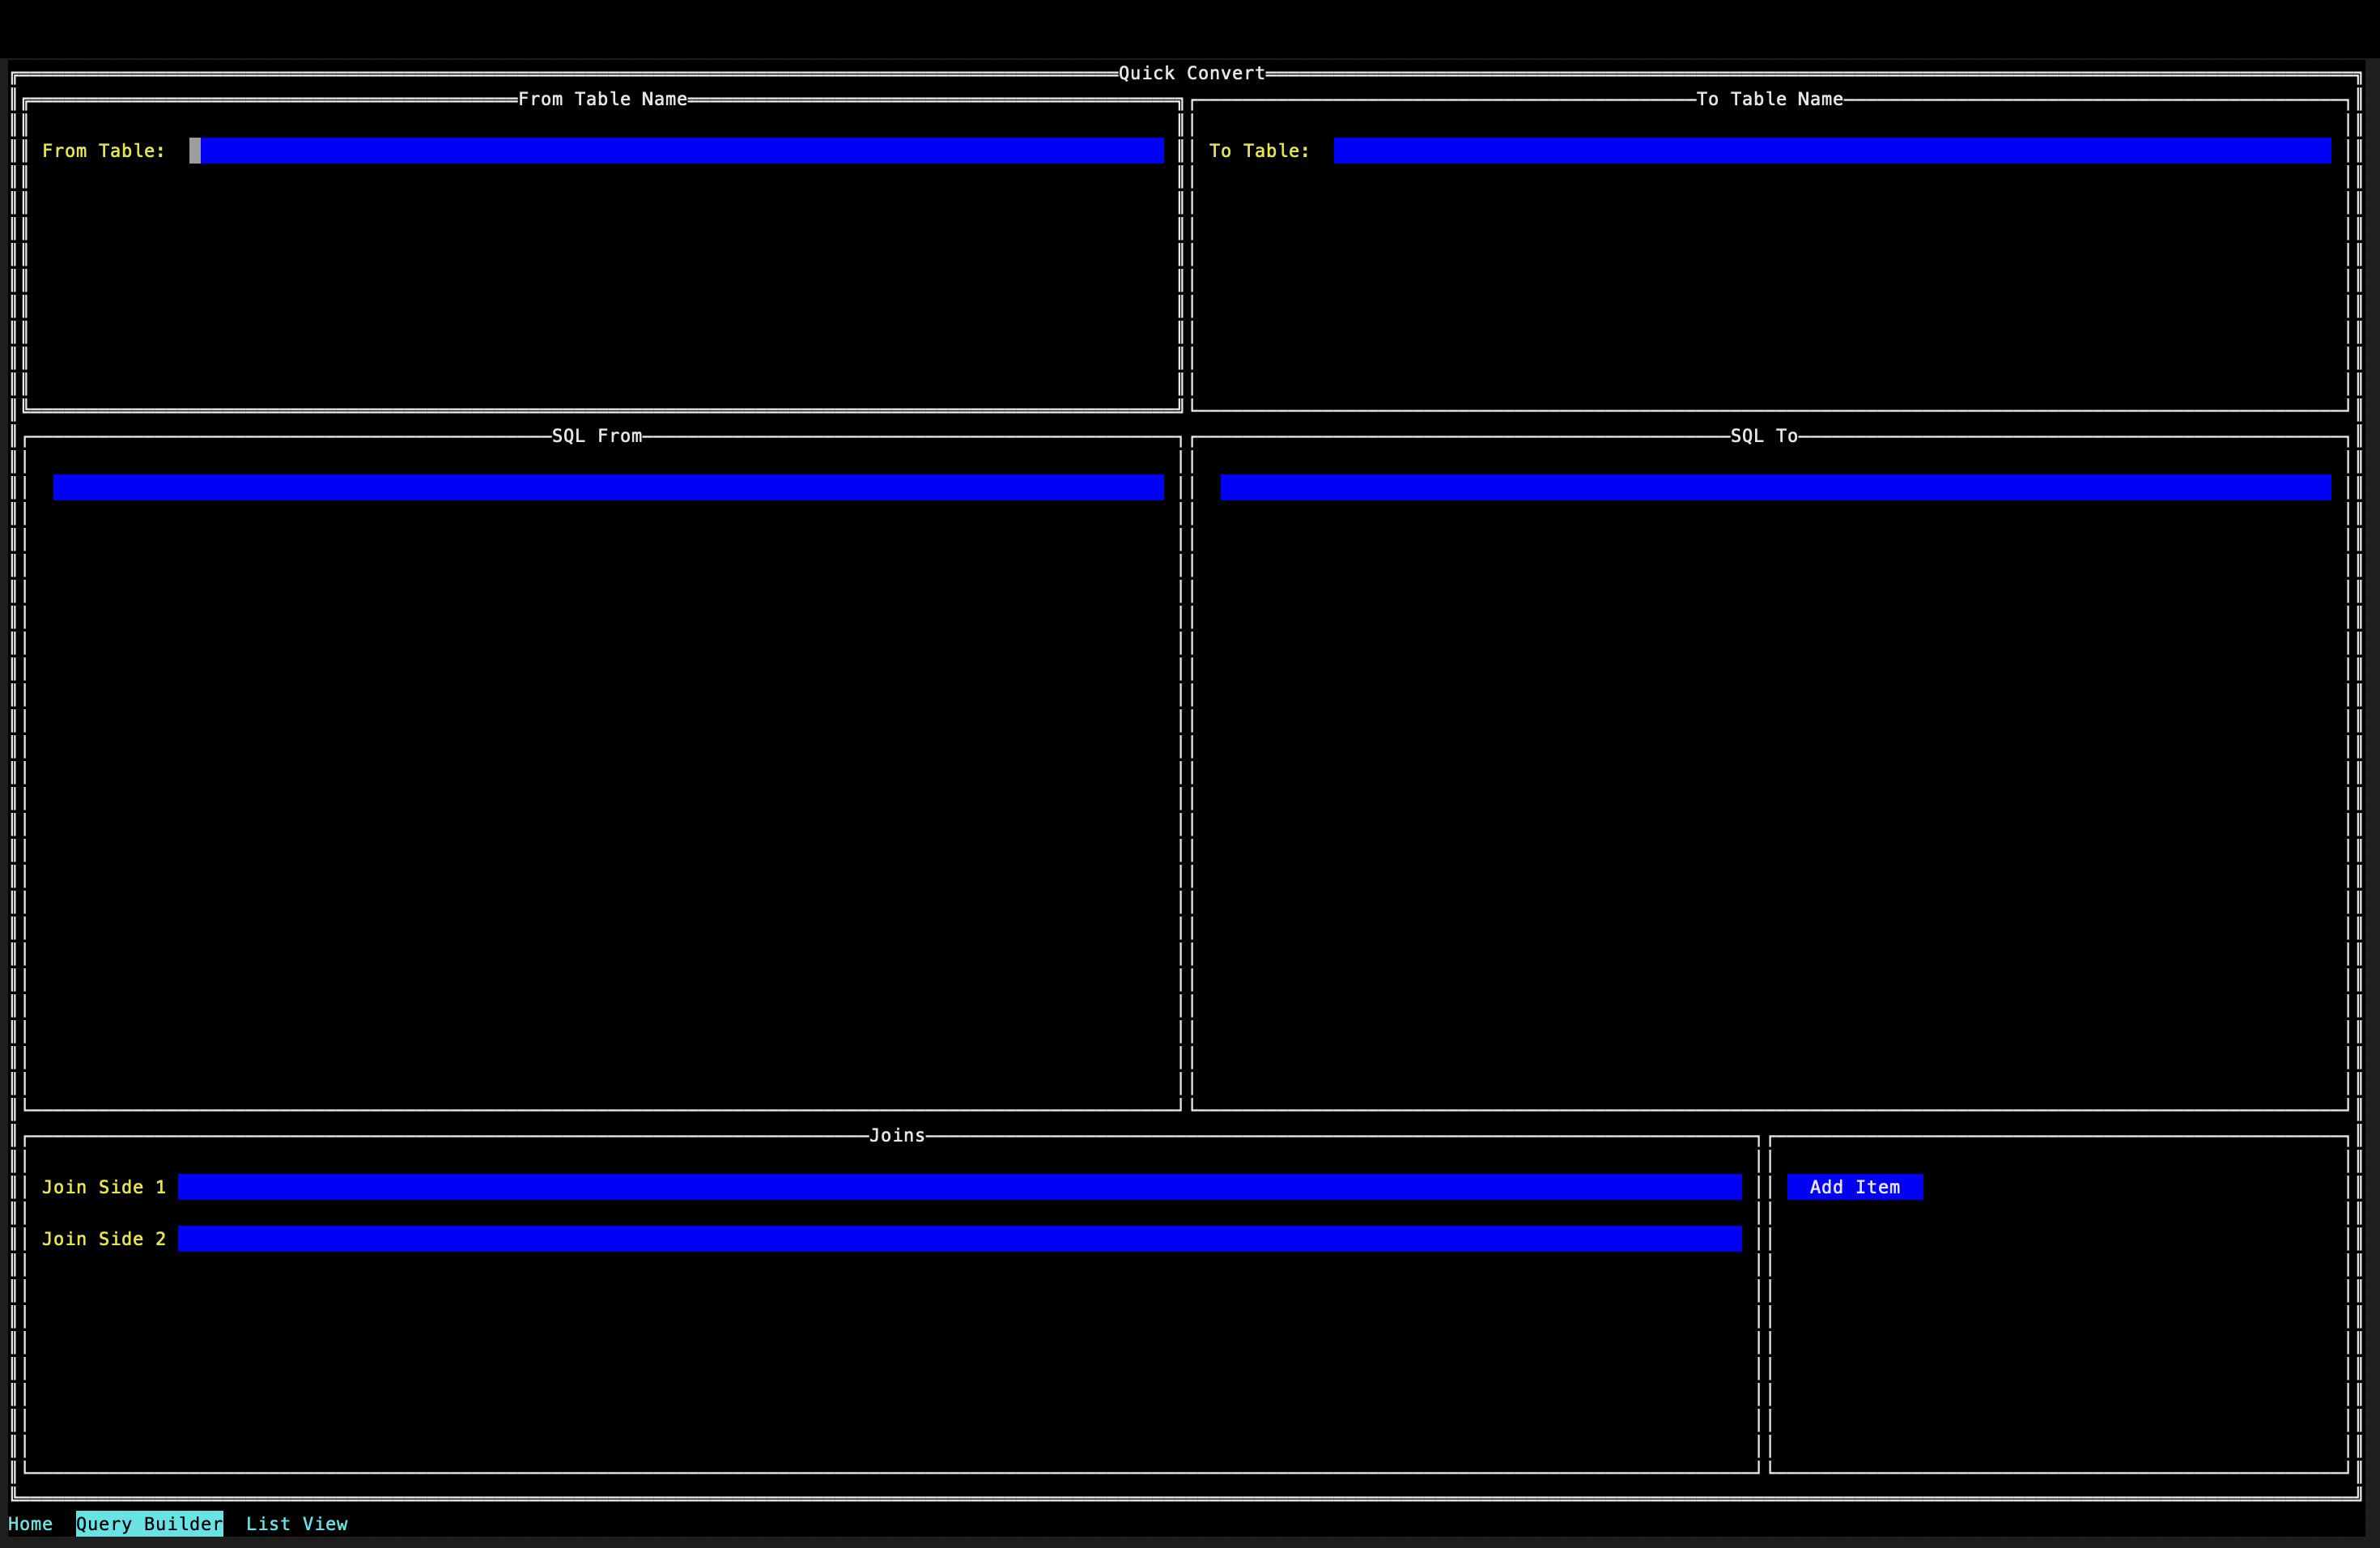 Quick Convert
From Table Name
To Table Name
From Table:
To Table:
SQL From
SQL To
Joins
Join Side 1
Add Item
Join Side 2
Home Query Builder List View